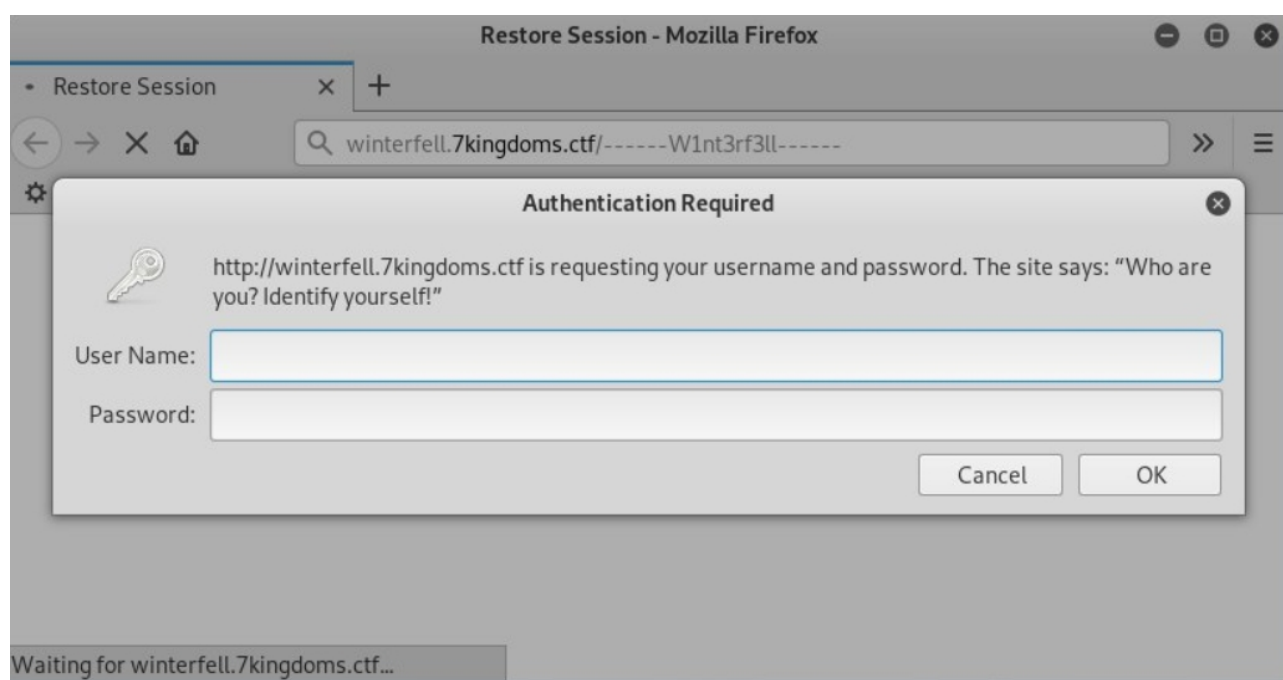 Restore Session - Mozilla Firefox
Restore Session
winterfell.7kingdoms.ctf/------W1nt3rf3ll------
Authentication Required
http://winterfell.7kingdoms.ctf is requesting your username and password. The site says: “Who are
you? Identify yourself!”
User Name:
Password:
Cancel OK
Waiting for winterfell.7kingdoms.ctf...